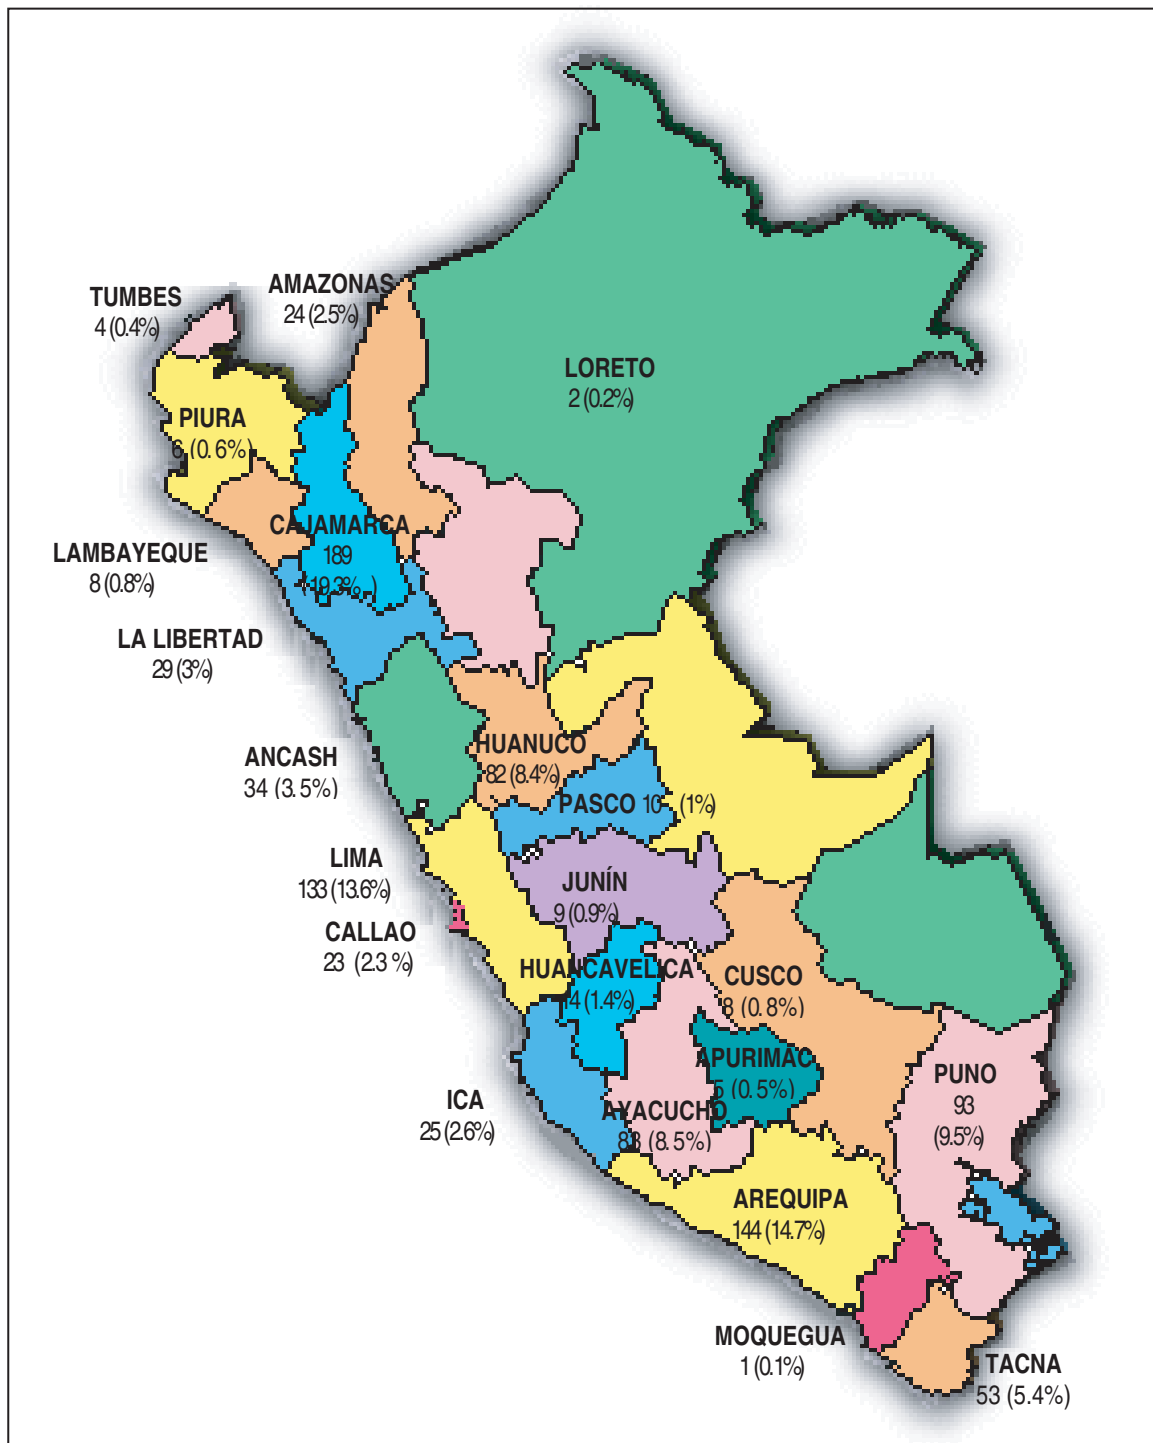 AMAZONAS
24 (2.5%)
TUMBES
4 (0.4%)
LORETO
2 (0.2%)
PIURA
6 (0.6%)
CAJAMARCA
189
(19.3%)
LAMBAYEQUE
8 (0.8%)
LA LIBERTAD
29 (3%)
HUANUCO
82 (8.4%)
ANCASH
34 (3.5%)
PASCO 10 (1%)
LIMA
133 (13.6%)
JUNÍN
9 (0.9%)
CALLAO
23 (2.3 %)
HUANCAVELICA
14 (1.4%)
CUSCO
8 (0.8%)
APURIMAC
5 (0.5%)
PUNO
93
(9.5%)
ICA
25 (2.6%)
AYACUCHO
83 (8.5%)
AREQUIPA
144 (14.7%)
MOQUEGUA
1 (0.1%)
TACNA
53 (5.4%)